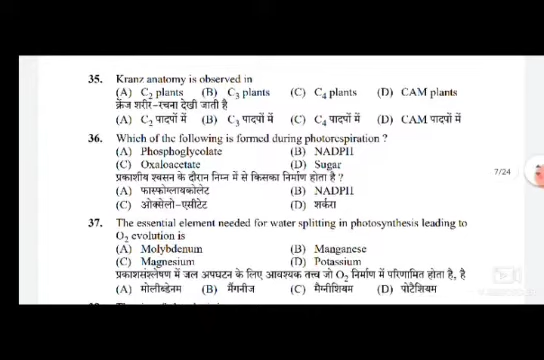 35. Kranz anatomy is observed in
(A) C2 plants (B) C3 plants (C) C4 plants (D) CAM plants
क्रेंज शरीर-रचना देखी जाती है
(A) C2 पादपों में (B) C3 पादपों में (C) C4 पादपों में (D) CAM पादपों में
36. Which of the following is formed during photorespiration ?
(A) Phosphoglycolate (B) NADPH
(C) Oxaloacetate (D) Sugar
प्रकाशीय श्वसन के दौरान निम्न में से किसका निर्माण होता है ?
(A) फास्फोग्लायकोलेट (B) NADPH
(C) ओक्सेलो-एसीटेट (D) शर्करा
7/24
37. The essential element needed for water splitting in photosynthesis leading to
O2 evolution is
(A) Molybdenum (B) Manganese
(C) Magnesium (D) Potassium
प्रकाशसंश्लेषण में जल अपघटन के लिए आवश्यक तत्त्व जो O2 निर्माण में परिणामित होता है, है
(A) मोलीब्डेनम (B) मैंगनीज (C) मैग्नीशियम (D) पोटैशियम